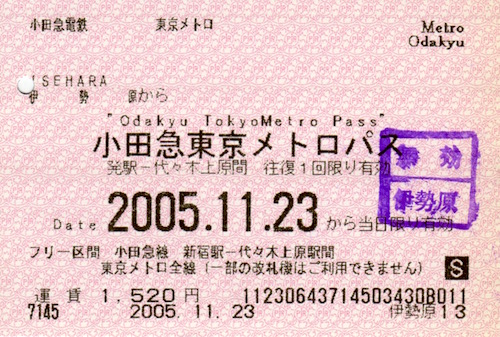 小田急電鉄 東京メトロ Metro
Odakyu
ISEHARA
伊勢原から
"Odakyu TokyoMetro Pass"
小田急東京メトロパス
発駅ー代々木上原間 往復1回限り有効
無効
伊勢原
Date 2005.11.23から当日限り有効
フリー区間 小田急線 新宿駅ー代々木上原駅間
東京メトロ全線(一部の改札機はご利用できません) S
運賃 1,520円 11230643714503430B011
7145 2005.11.23 伊勢原13